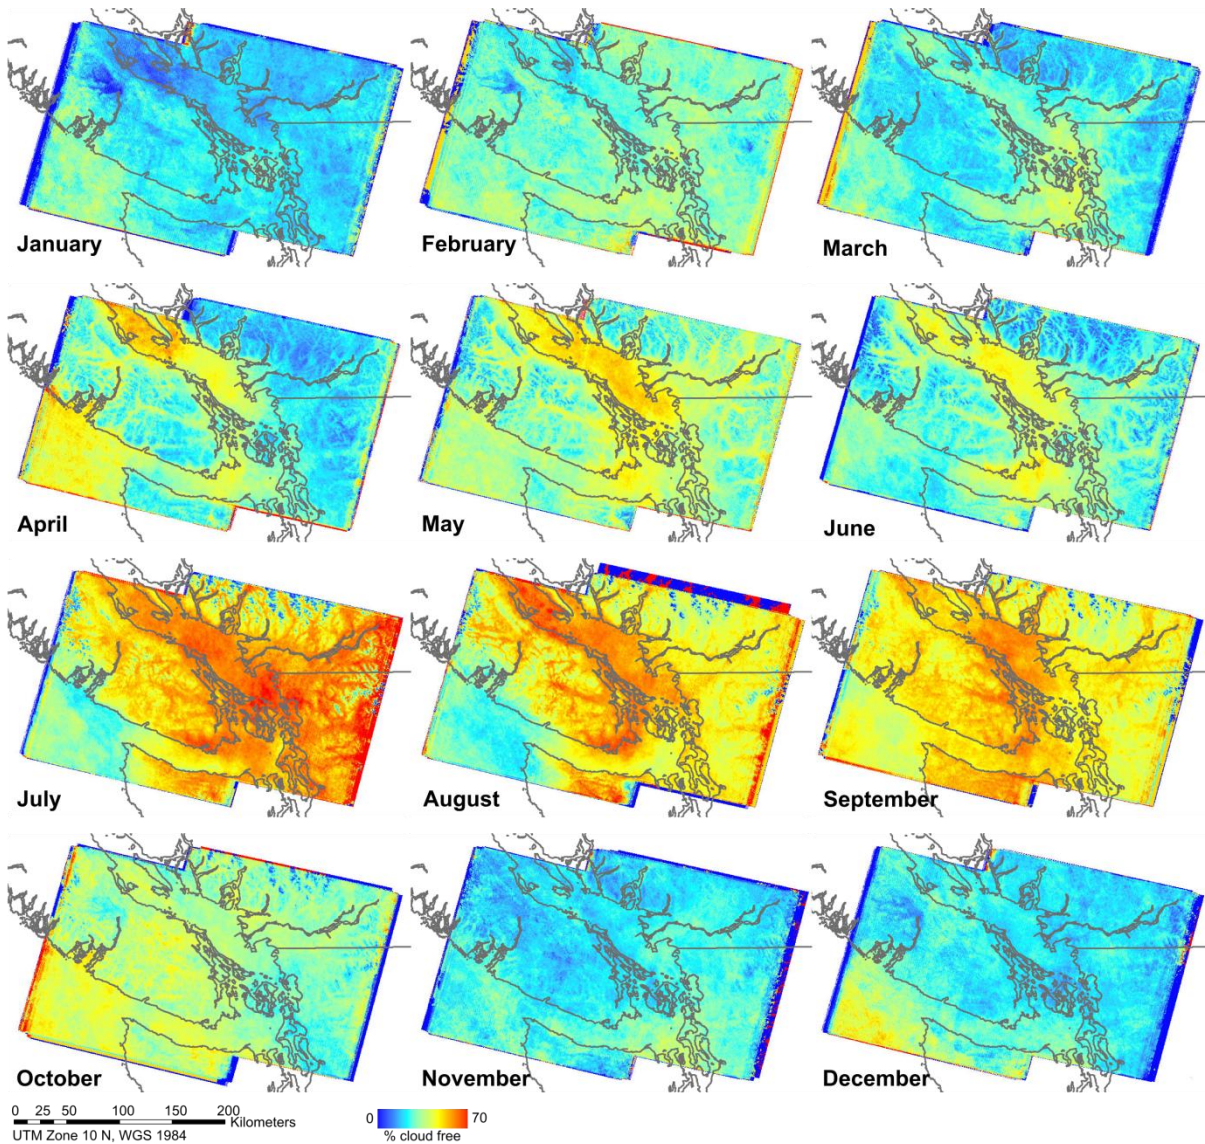 January
February
March
April
May
June
July
August
September
October
November
December
0 25 50 100 150 200
Kilometers
UTM Zone 10 N, WGS 1984
0 70
% cloud free